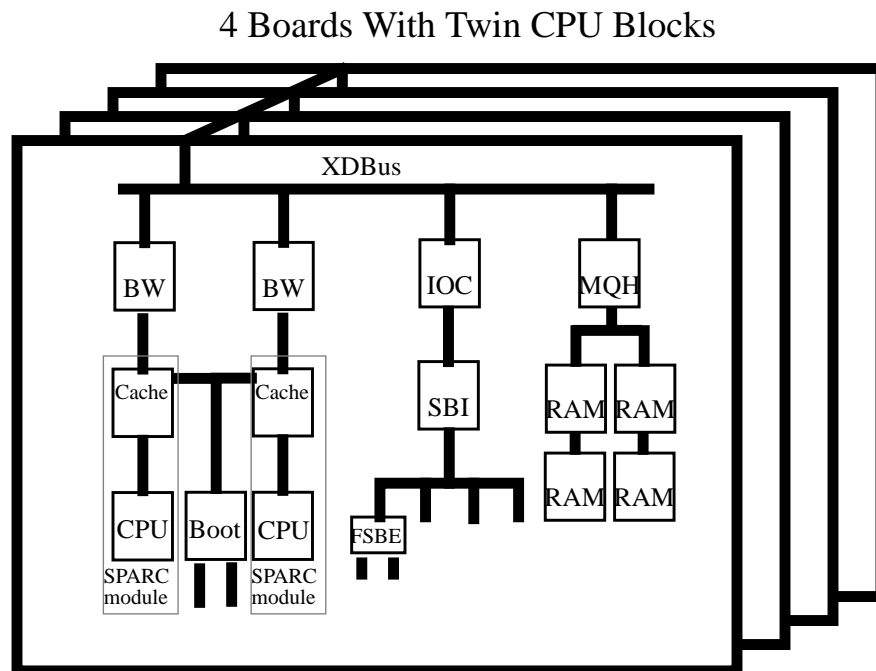 4 Boards With Twin CPU Blocks
XDBus
BW
BW
IOC
MQH
Cache
Cache
SBI
RAM
RAM
RAM
RAM
CPU
Boot
CPU
FSBE
SPARC
module
SPARC
module